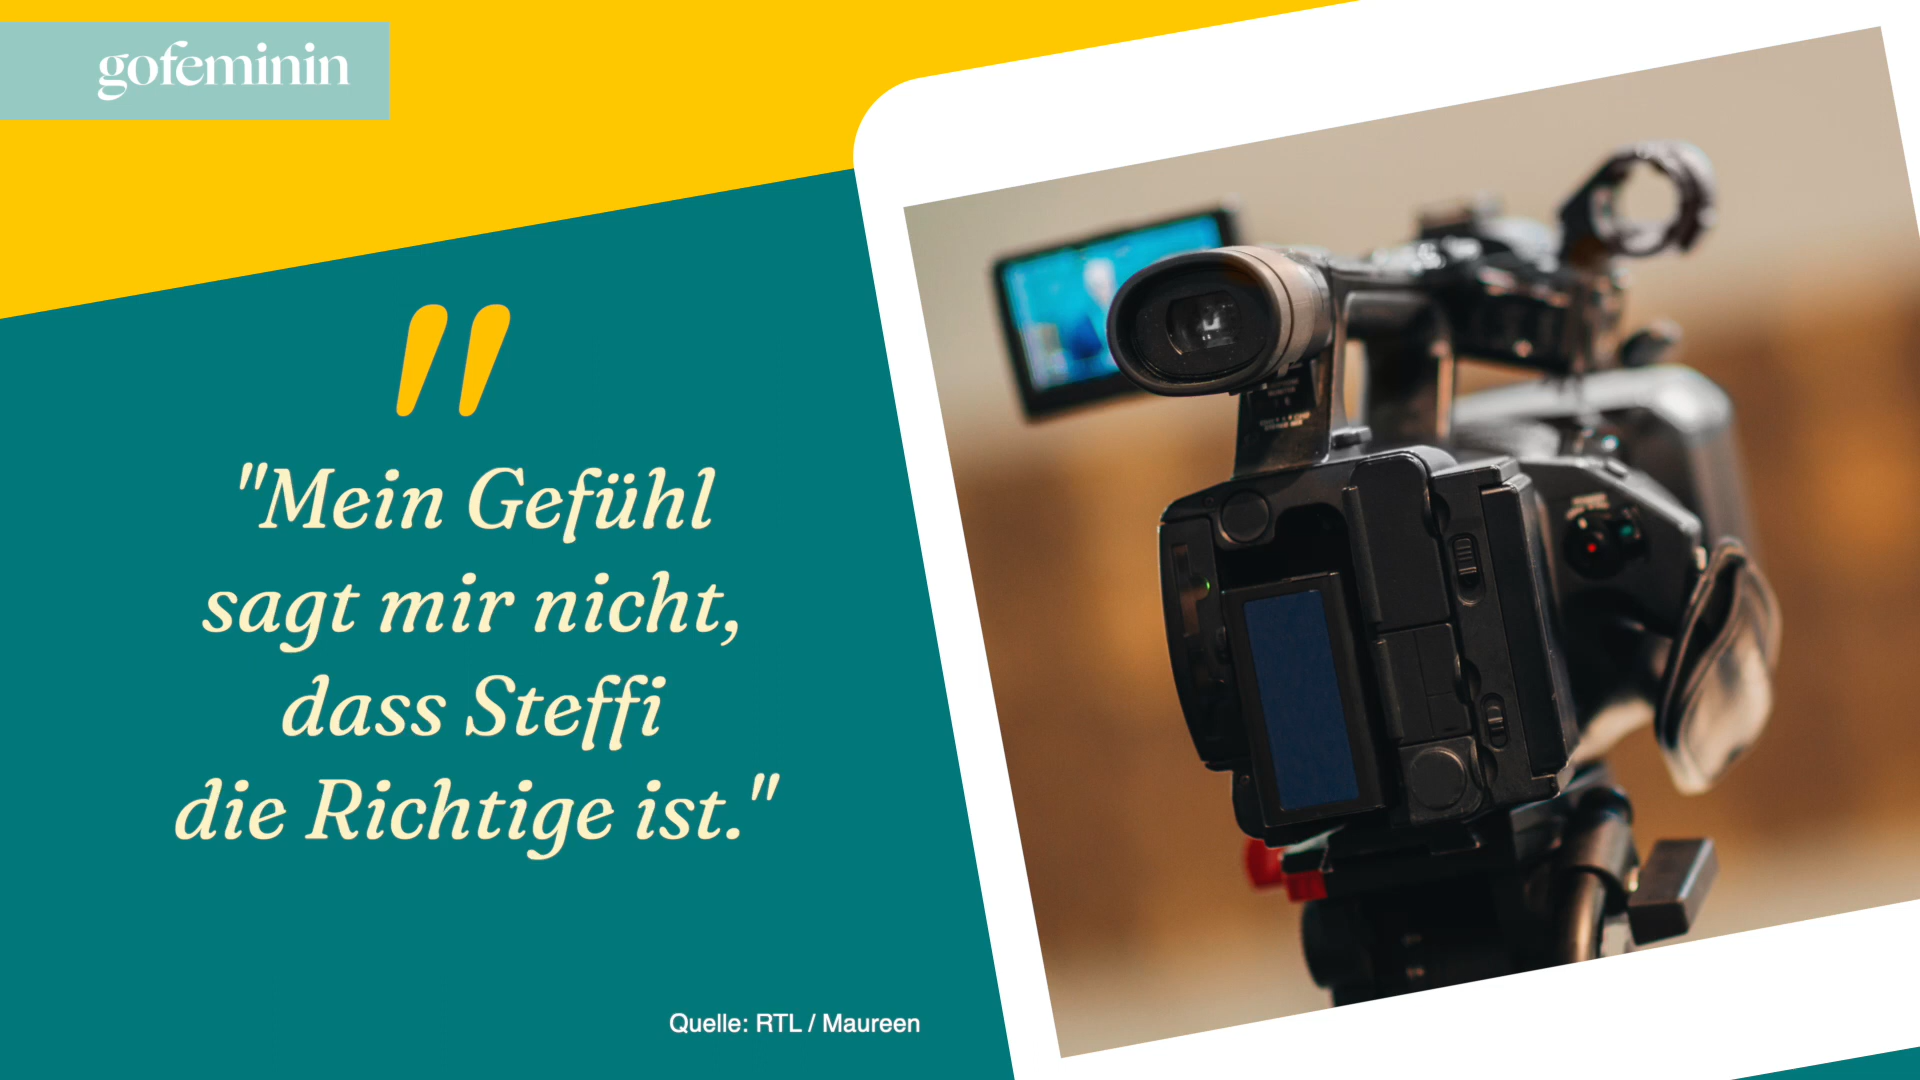 gofeminin
"
"Mein Gefühl
sagt mir nicht,
dass Steffi
die Richtige ist."
Quelle: RTL / Maureen